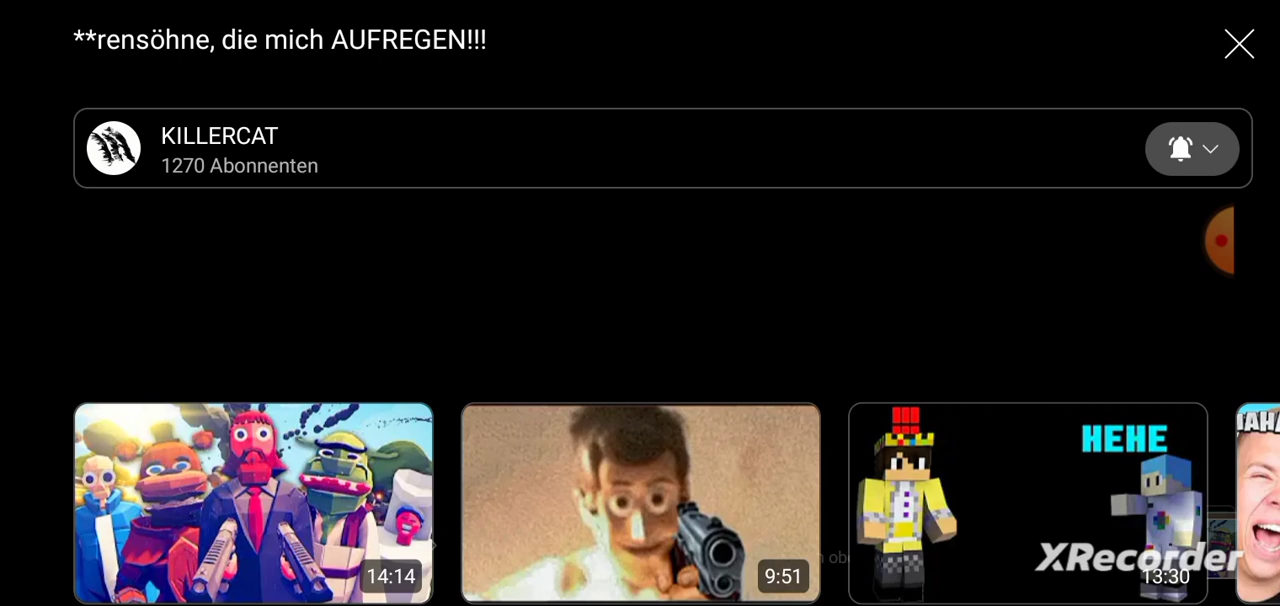 **rensöhne, die mich AUFREGEN!!!
KILLERCAT
1270 Abonnenten
HEHE
14:14
9:51
XRecorder
13:30